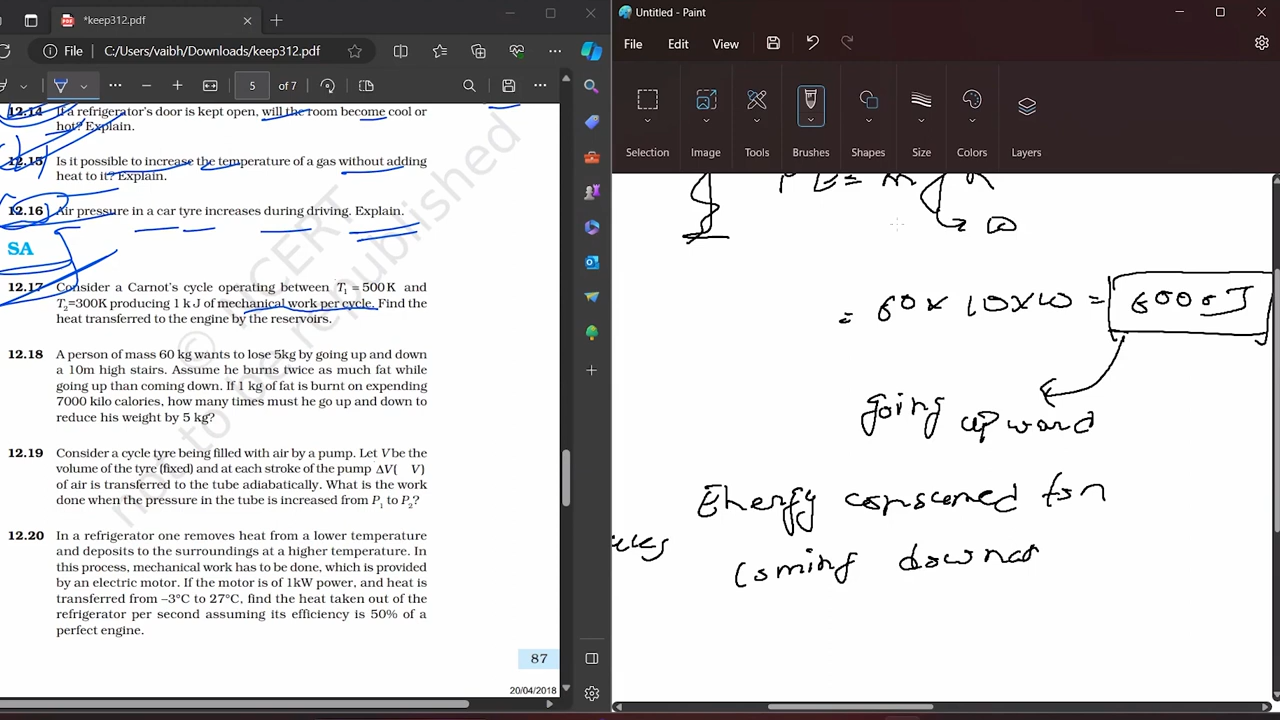 *keep312.pdf
File C:/Users/vaibh/Downloads/keep312.pdf
5 of 7
12.14 If a refrigerator's door is kept open, will the room become cool or
hot? Explain.
12.15 Is it possible to increase the temperature of a gas without adding
heat to it? Explain.
12.16 Air pressure in a car tyre increases during driving. Explain.
SA
12.17 Consider a Carnot's cycle operating between T1 = 500K and
T2=300K producing 1 k J of mechanical work per cycle. Find the
heat transferred to the engine by the reservoirs.
12.18 A person of mass 60 kg wants to lose 5kg by going up and down
a 10m high stairs. Assume he burns twice as much fat while
going up than coming down. If 1 kg of fat is burnt on expending
7000 kilo calories, how many times must he go up and down to
reduce his weight by 5 kg?
12.19 Consider a cycle tyre being filled with air by a pump. Let V be the
volume of the tyre (fixed) and at each stroke of the pump ΔV( V)
of air is transferred to the tube adiabatically. What is the work
done when the pressure in the tube is increased from P1 to P2?
12.20 In a refrigerator one removes heat from a lower temperature
and deposits to the surroundings at a higher temperature. In
this process, mechanical work has to be done, which is provided
by an electric motor. If the motor is of 1kW power, and heat is
transferred from –3°C to 27°C, find the heat taken out of the
refrigerator per second assuming its efficiency is 50% of a
perfect engine.
87
20/04/2018
© NCERT
not to be republished
Untitled - Paint
File Edit View
Selection Image Tools Brushes Shapes Size Colors Layers
= 60 x 10 x 10 = 6000J
going upward
Energy consumed for
coming downa